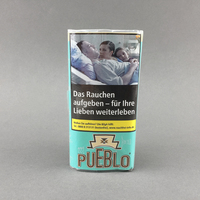 Das Rauchen
aufgeben – für Ihre
Lieben weiterleben
PUEBLO